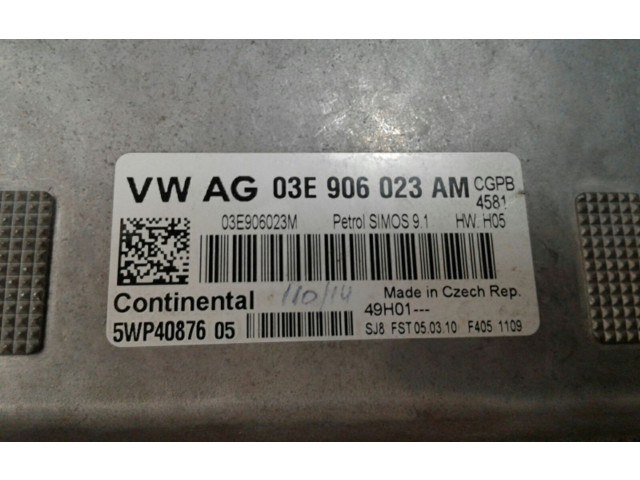 VW AG 03E 906 023 AM CGPB
4581
03E906023M Petrol SIMOS 9.1 HW. H05
Continental 110/14 Made in Czech Rep.
49H01---
5WP40876 05 SJ8 FST 05.03.10 F405 1109